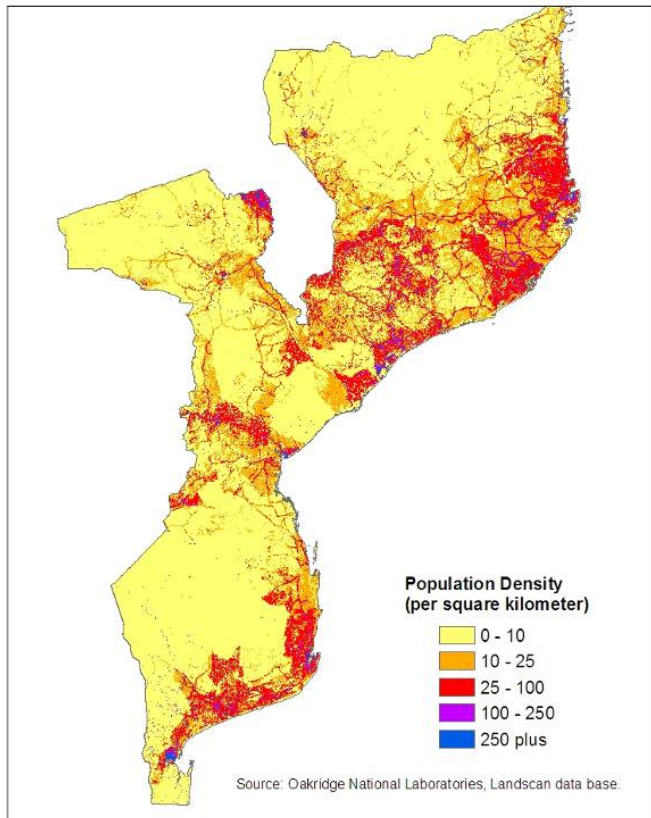 Population Density
(per square kilometer)
0 - 10
10 - 25
25 - 100
100 - 250
250 plus
Source: Oakridge National Laboratories, Landscan data base.